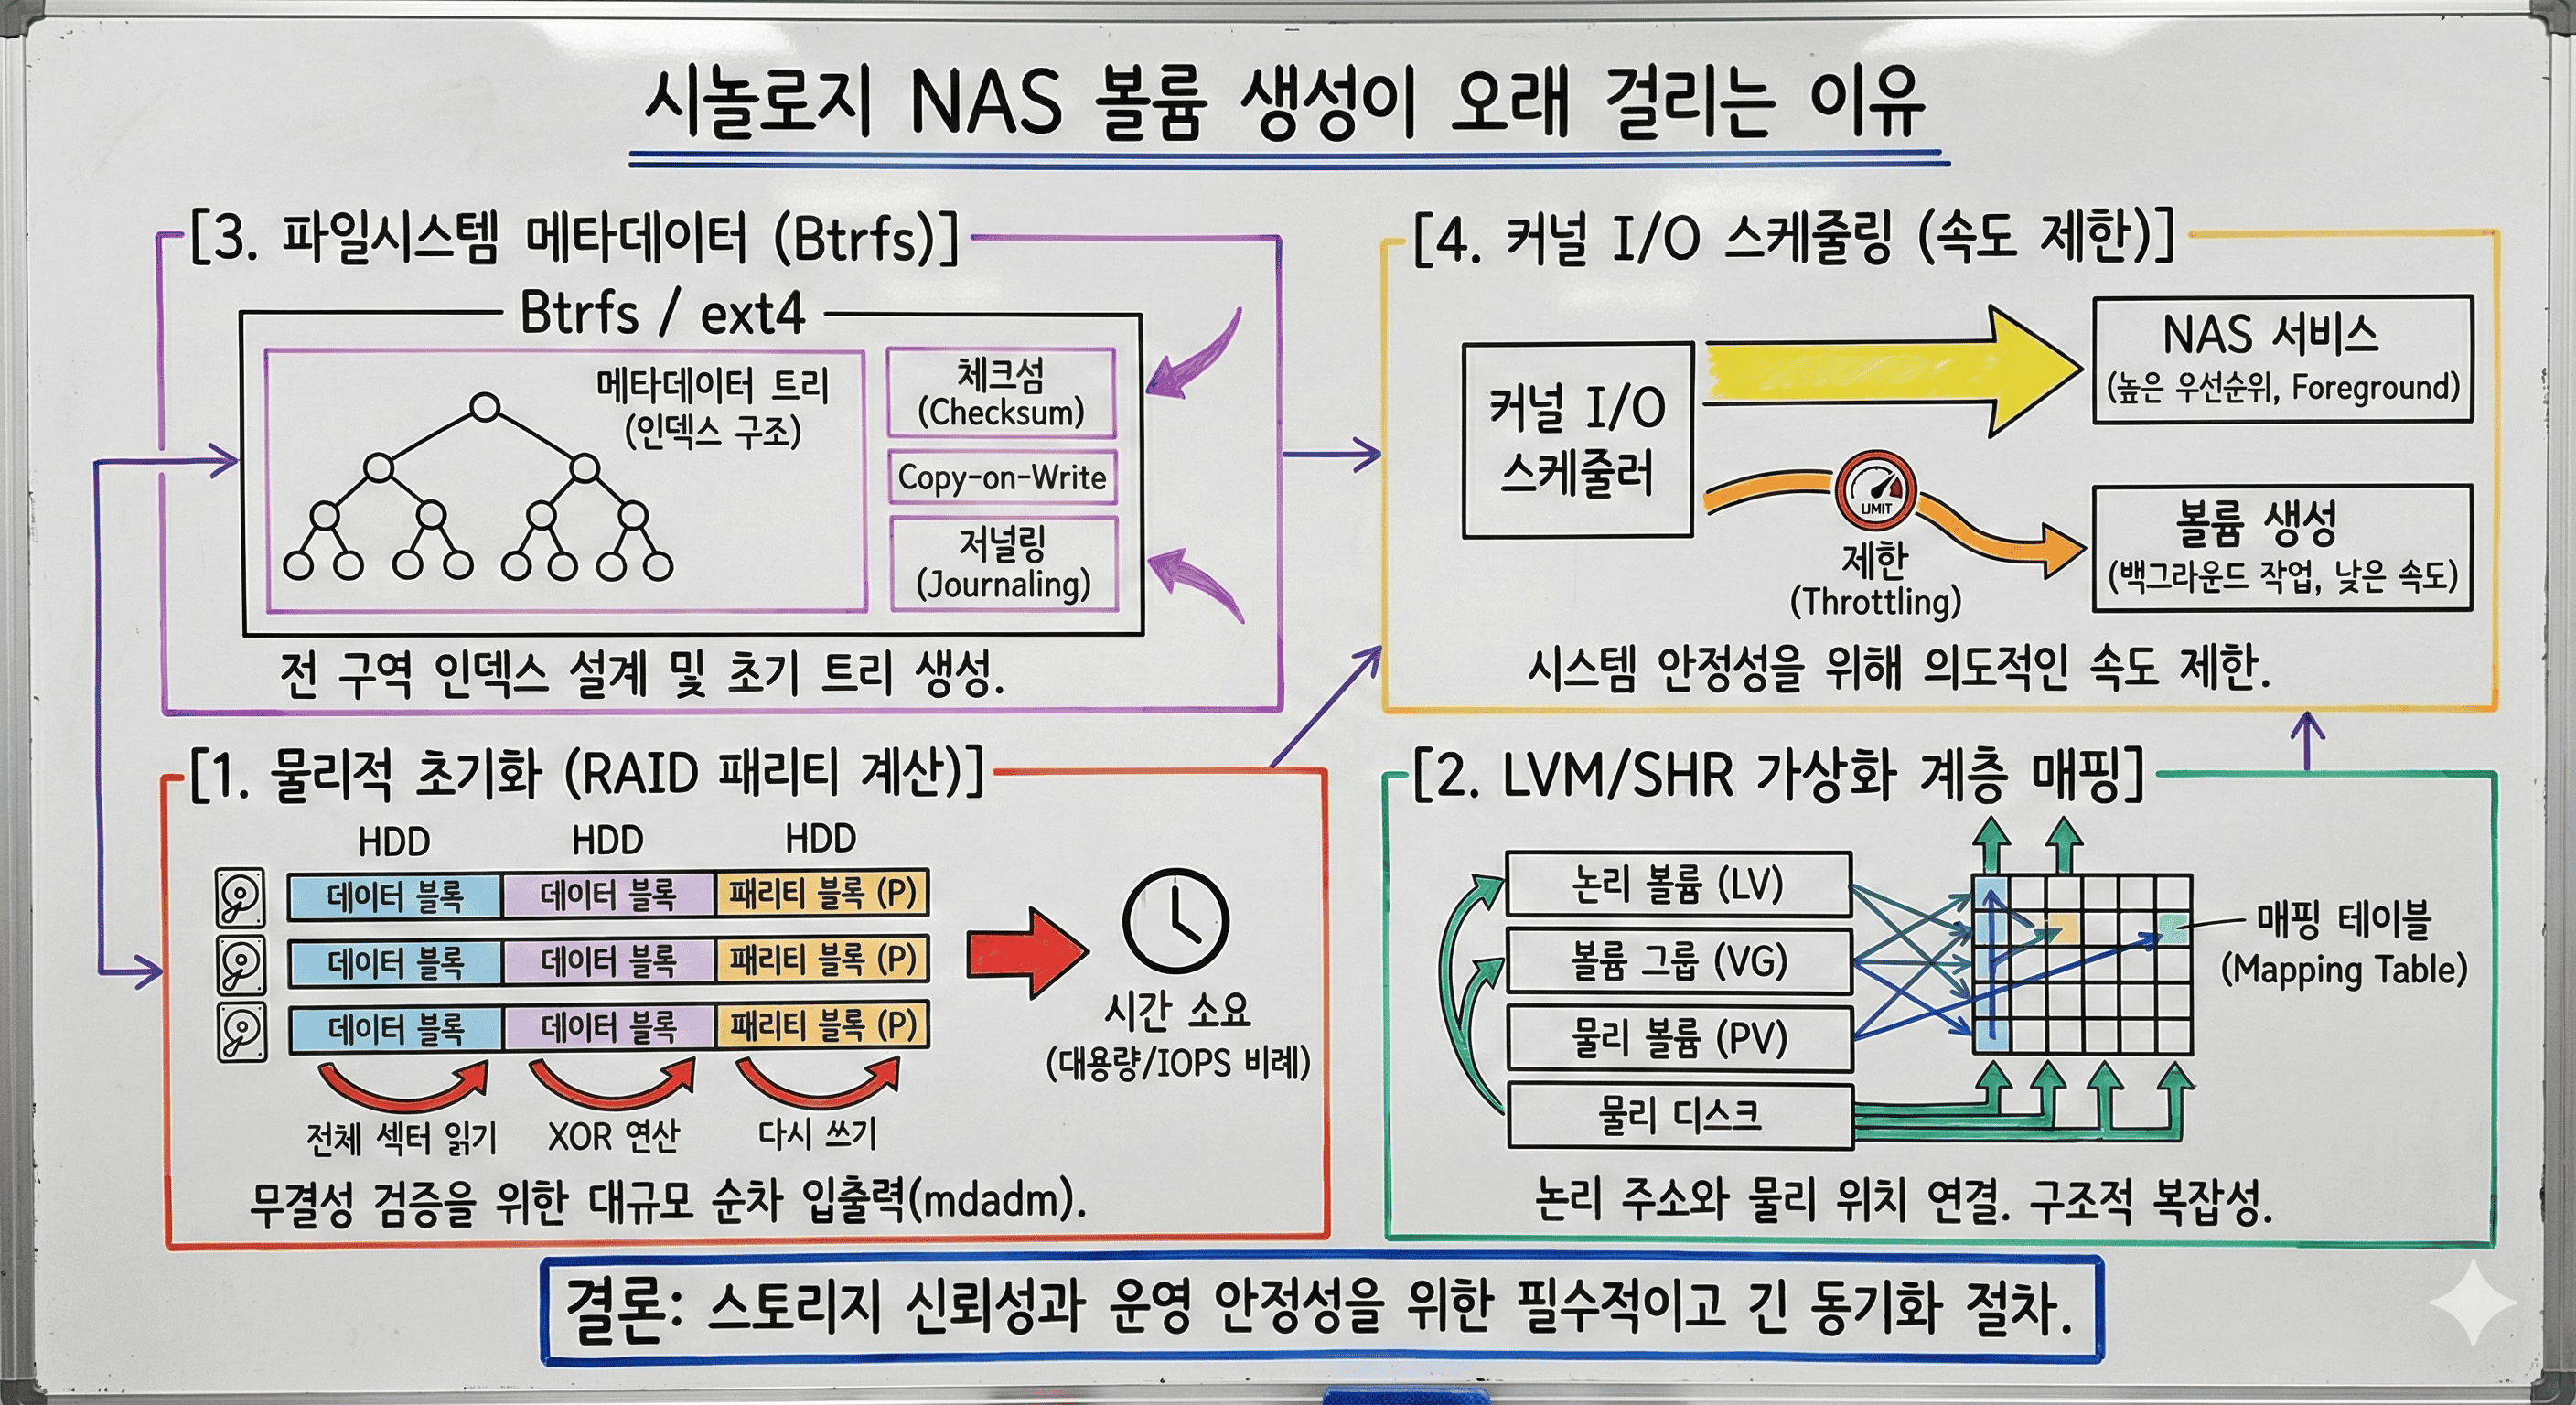 시놀로지 NAS 볼륨 생성이 오래 걸리는 이유
[3. 파일시스템 메타데이터 (Btrfs)]
Btrfs / ext4
메타데이터 트리
(인덱스 구조)
체크섬
(Checksum)
Copy-on-Write
저널링
(Journaling)
전 구역 인덱스 설계 및 초기 트리 생성.
[4. 커널 I/O 스케줄링 (속도 제한)]
커널 I/O
스케줄러
NAS 서비스
(높은 우선순위, Foreground)
LIMIT
제한
(Throttling)
볼륨 생성
(백그라운드 작업, 낮은 속도)
시스템 안정성을 위해 의도적인 속도 제한.
[1. 물리적 초기화 (RAID 패리티 계산)]
HDD HDD HDD
데이터 블록 데이터 블록 패리티 블록 (P)
데이터 블록 데이터 블록 패리티 블록 (P)
데이터 블록 데이터 블록 패리티 블록 (P)
전체 섹터 읽기 XOR 연산 다시 쓰기
시간 소요
(대용량/IOPS 비례)
무결성 검증을 위한 대규모 순차 입출력(mdadm).
[2. LVM/SHR 가상화 계층 매핑]
논리 볼륨 (LV)
볼륨 그룹 (VG)
물리 볼륨 (PV)
물리 디스크
매핑 테이블
(Mapping Table)
논리 주소와 물리 위치 연결. 구조적 복잡성.
결론: 스토리지 신뢰성과 운영 안정성을 위한 필수적이고 긴 동기화 절차.